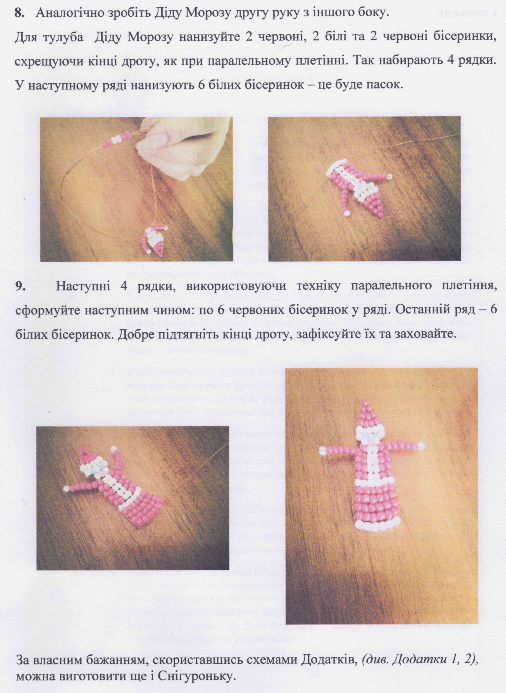 8. Аналогічно зробіть Діду Морозу другу руку з іншого боку.
Для тулуба Діду Морозу нанизуйте 2 червоні, 2 білі та 2 червоні бісеринки,
схрещуючи кінці дроту, як при паралельному плетінні. Так набирають 4 рядки.
У наступному ряді нанизують 6 білих бісеринок – це буде пасок.
9. Наступні 4 рядки, використовуючи техніку паралельного плетіння,
сформуйте наступним чином: по 6 червоних бісеринок у ряді. Останній ряд – 6
білих бісеринок. Добре підтягніть кінці дроту, зафіксуйте їх та заховайте.
За власним бажанням, скориставшись схемами Додатків, (див. Додатки 1, 2),
можна виготовити ще і Снігуроньку.